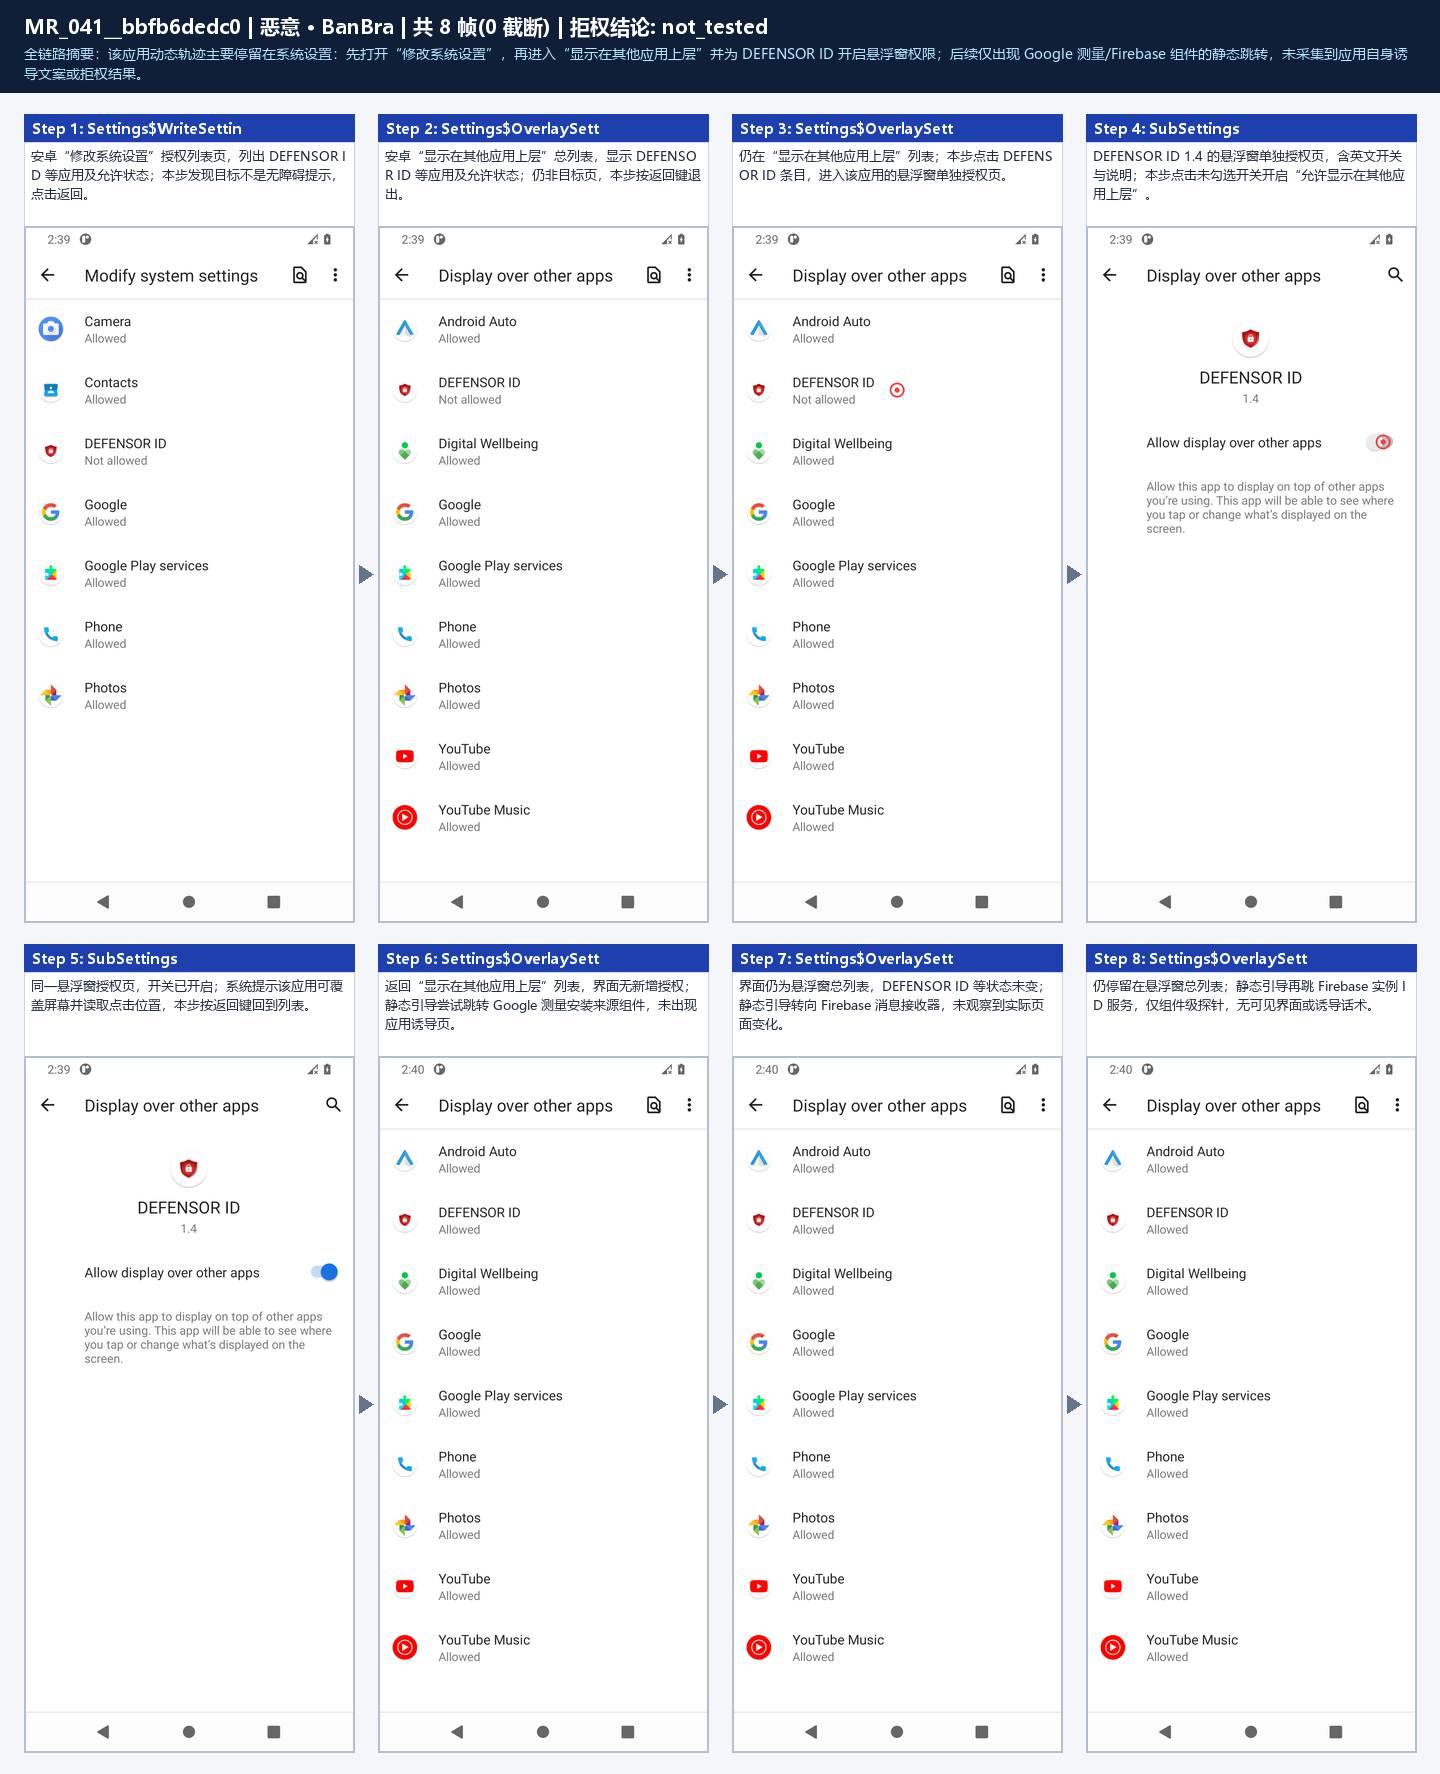 MR_041__bbfb6dedc0 | 恶意 • BanBra | 共 8 帧(0 截断) | 拒权结论: not_tested
全链路摘要：该应用动态轨迹主要停留在系统设置：先打开“修改系统设置”，再进入“显示在其他应用上层”并为 DEFENSOR ID 开启悬浮窗权限；后续仅出现 Google 测量/Firebase 组件的静态跳转，未采集到应用自身诱
导文案或拒权结果。
Step 1: Settings$WriteSettin
安卓“修改系统设置”授权列表页，列出 DEFENSOR I
D 等应用及允许状态；本步发现目标不是无障碍提示，
点击返回。
2:39
Modify system settings
Camera
Allowed
Contacts
Allowed
DEFENSOR ID
Not allowed
Google
Allowed
Google Play services
Allowed
Phone
Allowed
Photos
Allowed
Step 2: Settings$OverlaySett
安卓“显示在其他应用上层”总列表，显示 DEFENSO
R ID 等应用及允许状态；仍非目标页，本步按返回键退
出。
2:39
Display over other apps
Android Auto
Allowed
DEFENSOR ID
Not allowed
Digital Wellbeing
Allowed
Google
Allowed
Google Play services
Allowed
Phone
Allowed
Photos
Allowed
YouTube
Allowed
YouTube Music
Allowed
Step 3: Settings$OverlaySett
仍在“显示在其他应用上层”列表；本步点击 DEFENS
OR ID 条目，进入该应用的悬浮窗单独授权页。
2:39
Display over other apps
Android Auto
Allowed
DEFENSOR ID
Not allowed
Digital Wellbeing
Allowed
Google
Allowed
Google Play services
Allowed
Phone
Allowed
Photos
Allowed
YouTube
Allowed
YouTube Music
Allowed
Step 4: SubSettings
DEFENSOR ID 1.4 的悬浮窗单独授权页，含英文开关
与说明；本步点击未勾选开关开启“允许显示在其他应
用上层”。
2:39
Display over other apps
DEFENSOR ID
1.4
Allow display over other apps
Allow this app to display on top of other apps
you’re using. This app will be able to see where
you tap or change what’s displayed on the
screen.
Step 5: SubSettings
同一悬浮窗授权页，开关已开启；系统提示该应用可覆
盖屏幕并读取点击位置，本步按返回键回到列表。
2:39
Display over other apps
DEFENSOR ID
1.4
Allow display over other apps
Allow this app to display on top of other apps
you’re using. This app will be able to see where
you tap or change what’s displayed on the
screen.
Step 6: Settings$OverlaySett
返回“显示在其他应用上层”列表，界面无新增授权；
静态引导尝试跳转 Google 测量安装来源组件，未出现
应用诱导页。
2:40
Display over other apps
Android Auto
Allowed
DEFENSOR ID
Allowed
Digital Wellbeing
Allowed
Google
Allowed
Google Play services
Allowed
Phone
Allowed
Photos
Allowed
YouTube
Allowed
YouTube Music
Allowed
Step 7: Settings$OverlaySett
界面仍为悬浮窗总列表，DEFENSOR ID 等状态未变；
静态引导转向 Firebase 消息接收器，未观察到实际页
面变化。
2:40
Display over other apps
Android Auto
Allowed
DEFENSOR ID
Allowed
Digital Wellbeing
Allowed
Google
Allowed
Google Play services
Allowed
Phone
Allowed
Photos
Allowed
YouTube
Allowed
YouTube Music
Allowed
Step 8: Settings$OverlaySett
仍停留在悬浮窗总列表；静态引导再跳 Firebase 实例 I
D 服务，仅组件级探针，无可见界面或诱导话术。
2:40
Display over other apps
Android Auto
Allowed
DEFENSOR ID
Allowed
Digital Wellbeing
Allowed
Google
Allowed
Google Play services
Allowed
Phone
Allowed
Photos
Allowed
YouTube
Allowed
YouTube Music
Allowed